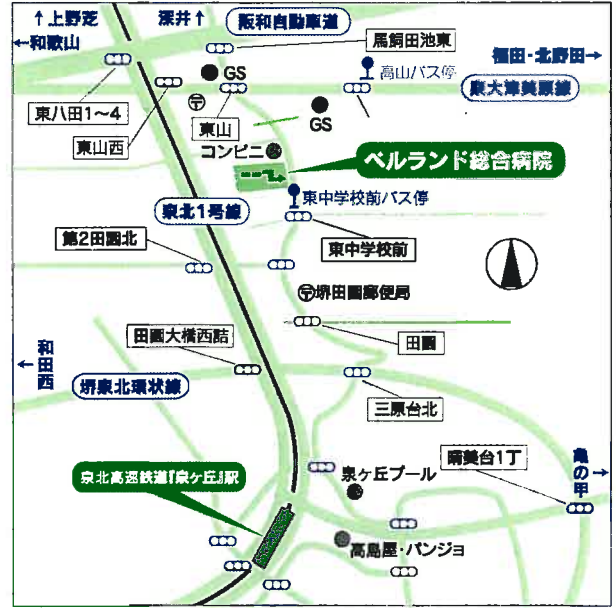 ↑上野芝
深井↑
阪和自動車道
←和歌山
馬飼田池東
福田・北野田→
GS
高山バス停
泉大津美原線
東八田1〜4
東山西
〒
東山
GS
コンビニ
ベルランド総合病院
東中学校前バス停
泉北1号線
東中学校前
第2田園北
〒堺田園郵便局
田園
田園大橋西詰
←和田西
堺泉北環状線
三原台北
晴美台1丁
亀の甲→
泉ヶ丘プール
泉北高速鉄道『泉ヶ丘』駅
高島屋・パンジョ